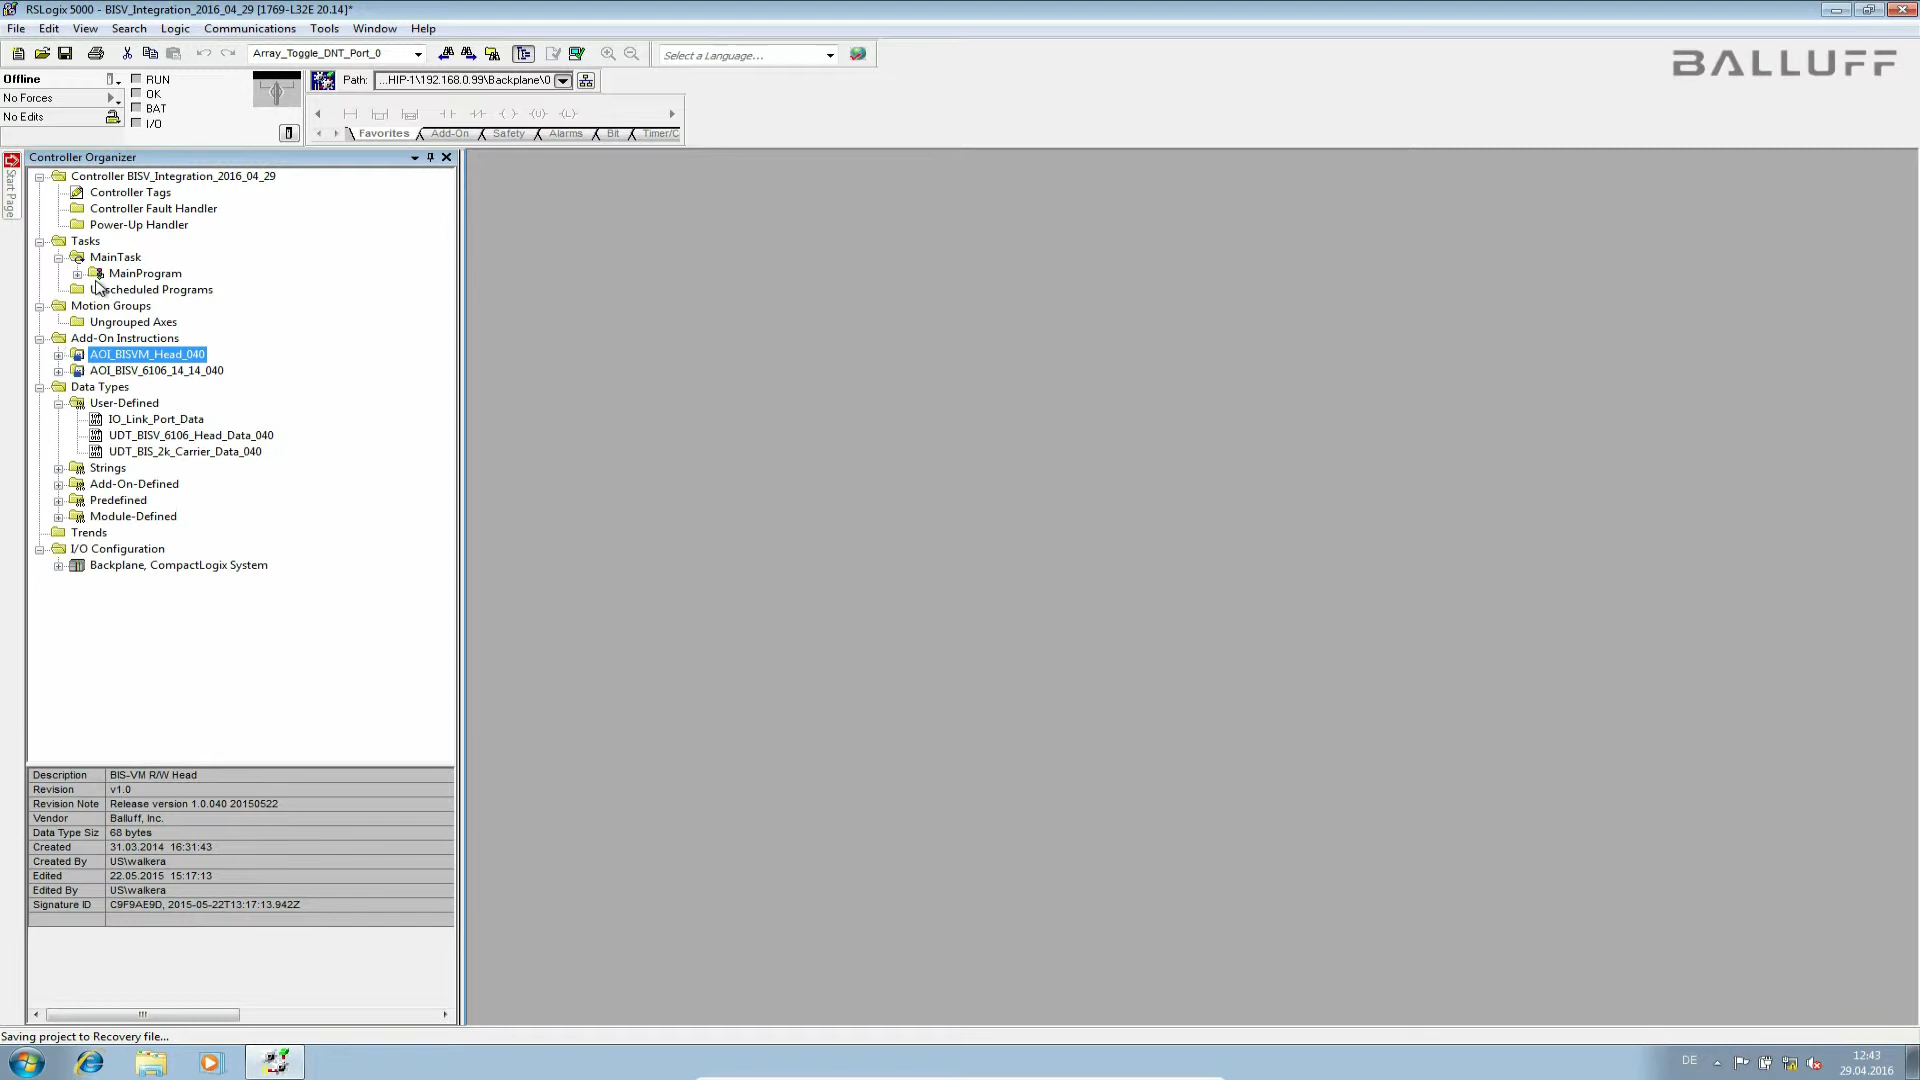 RSLogix 5000 - BISV_Integration_2016_04_29 [1769-L32E 20.14]*
File Edit View Search Logic Communications Tools Window Help
Array_Toggle_DNT_Port_0
Select a Language...
BALLUFF
Offline
RUN
OK
BAT
I/O
No Forces
No Edits
Path: ...HIP-1\192.168.0.99\Backplane\0
Favorites Add-On Safety Alarms Bit Timer/C
Start Page
Controller Organizer
Controller BISV_Integration_2016_04_29
Controller Tags
Controller Fault Handler
Power-Up Handler
Tasks
MainTask
MainProgram
Unscheduled Programs
Motion Groups
Ungrouped Axes
Add-On Instructions
AOI_BISVM_Head_040
AOI_BISV_6106_14_14_040
Data Types
User-Defined
IO_Link_Port_Data
UDT_BISV_6106_Head_Data_040
UDT_BIS_2k_Carrier_Data_040
Strings
Add-On-Defined
Predefined
Module-Defined
Trends
I/O Configuration
Backplane, CompactLogix System
Description BIS-VM R/W Head
Revision v1.0
Revision Note Release version 1.0.040 20150522
Vendor Balluff, Inc.
Data Type Siz 68 bytes
Created 31.03.2014 16:31:43
Created By US\walkera
Edited 22.05.2015 15:17:13
Edited By US\walkera
Signature ID C9F9AE9D, 2015-05-22T13:17:13.942Z
Saving project to Recovery file...
DE
12:43
29.04.2016